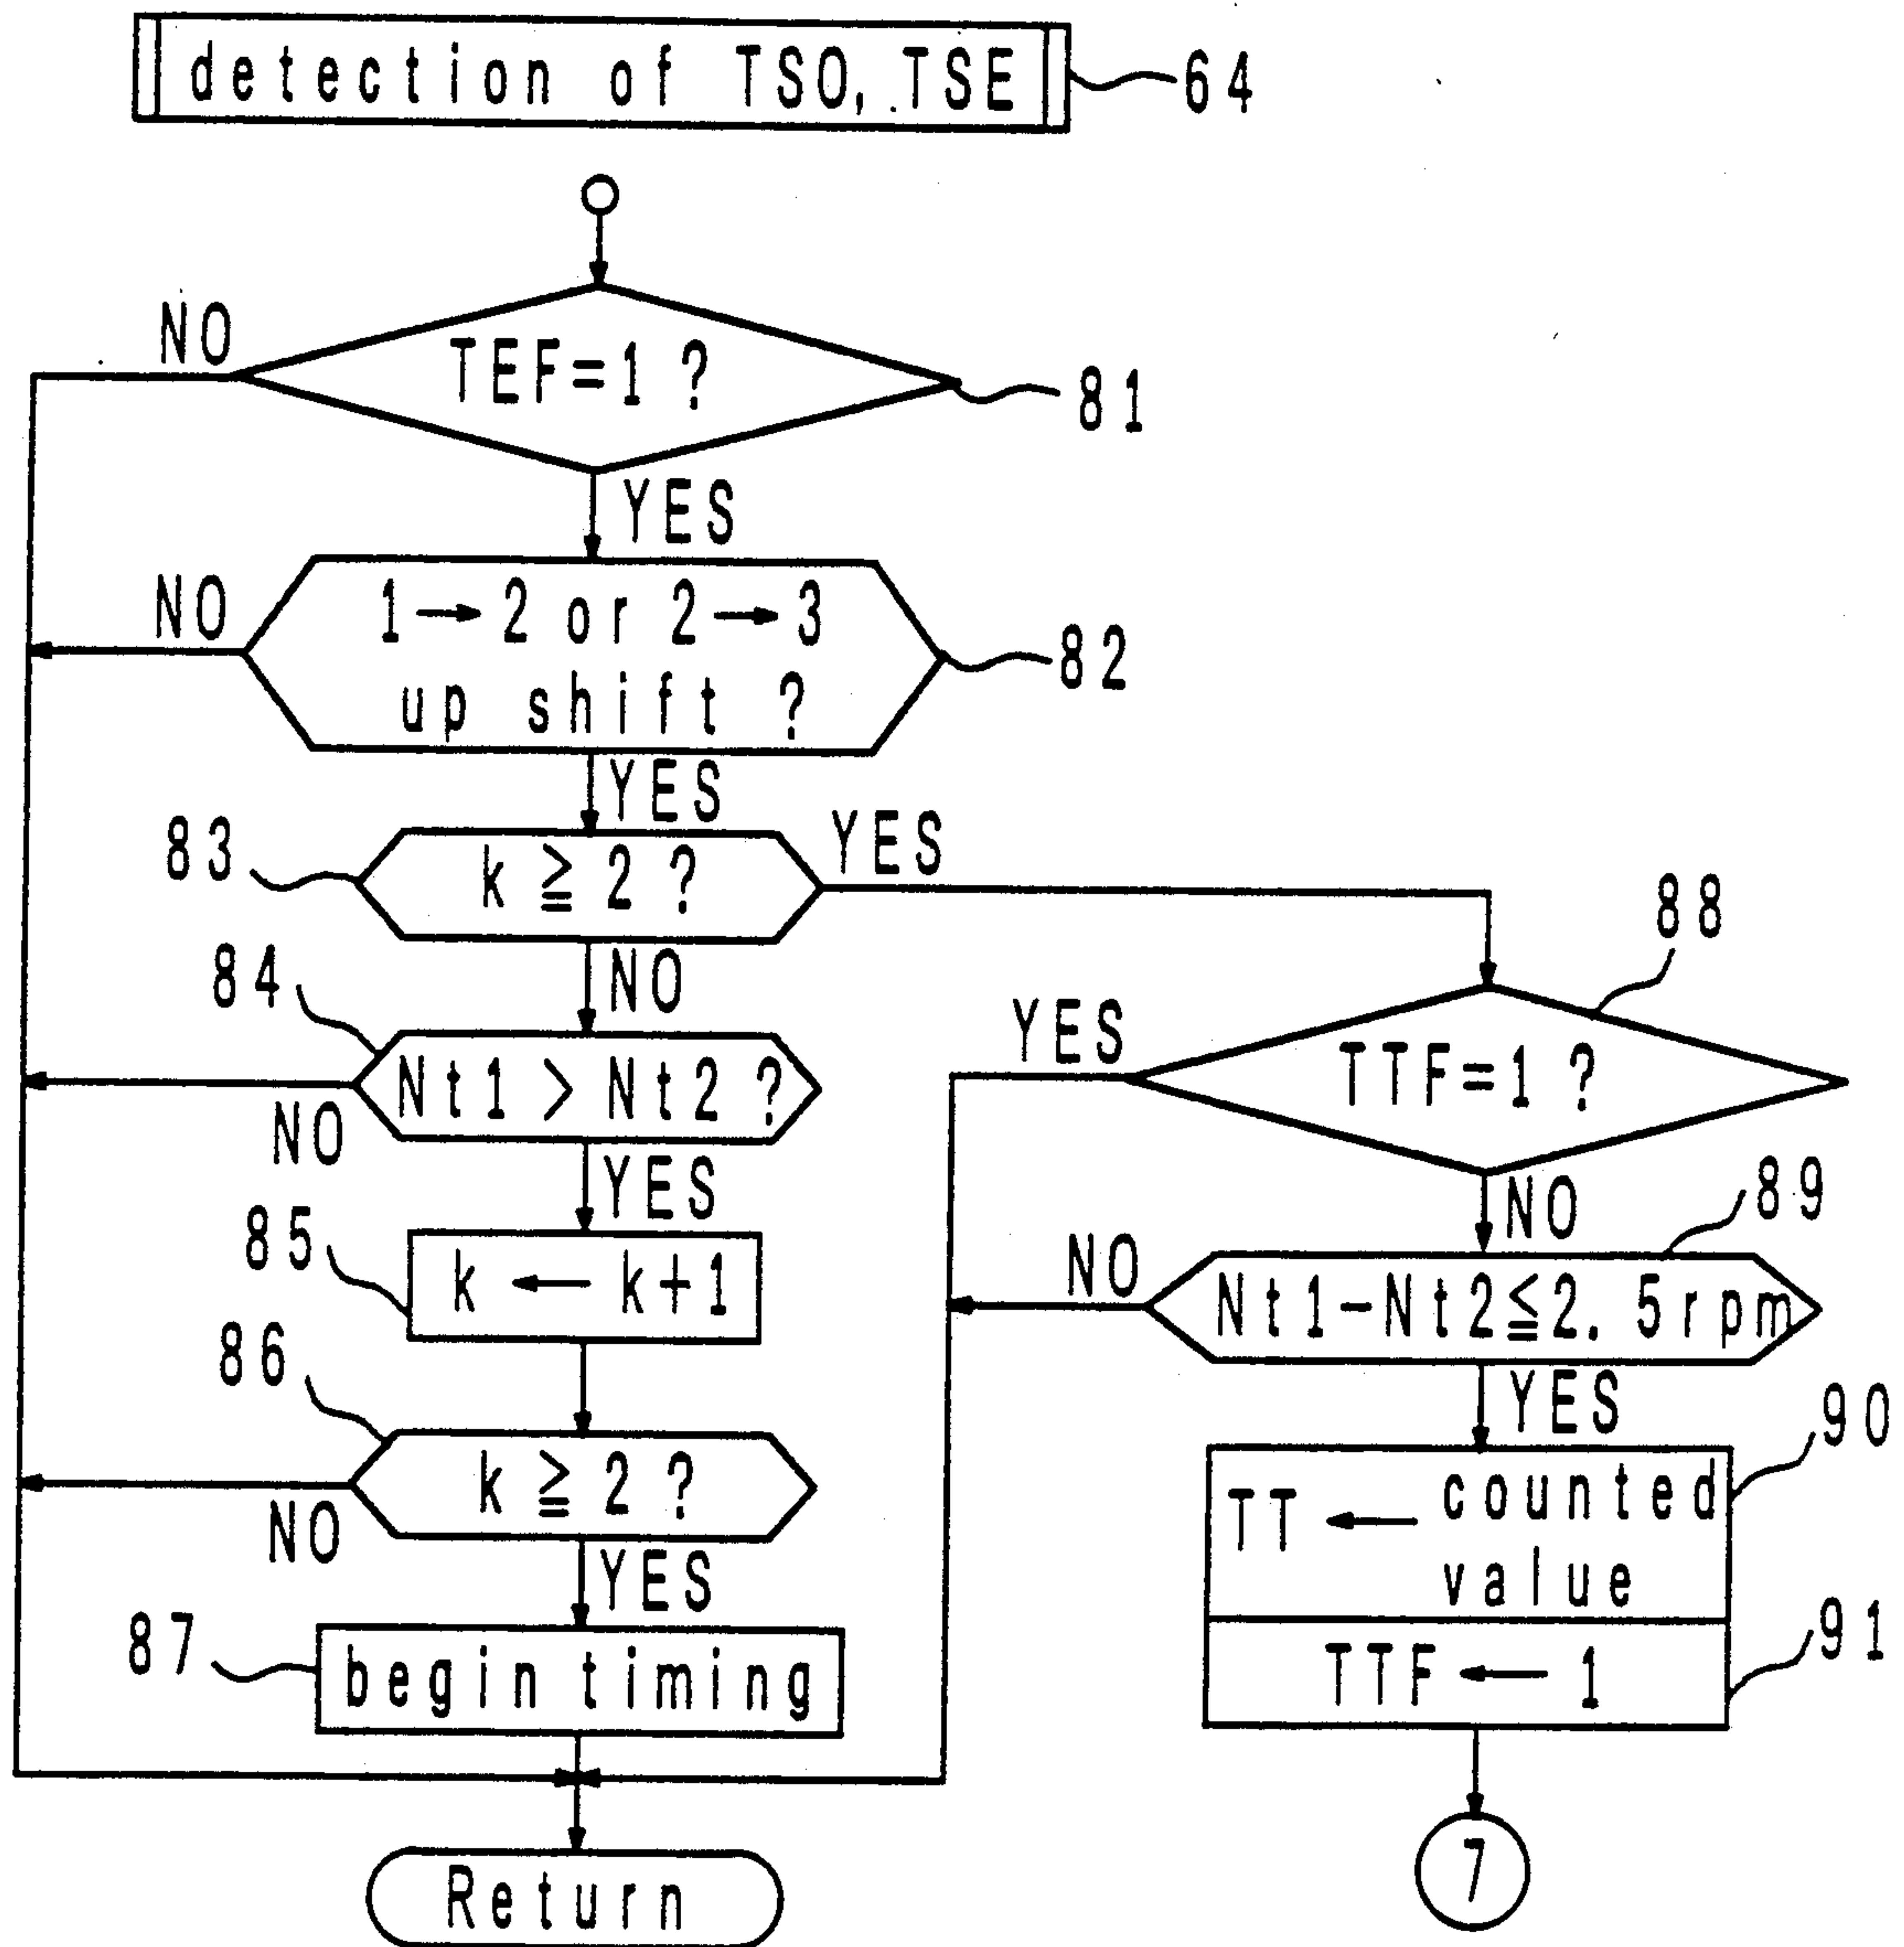 detection of TSO, TSE
64
NO
TEF=1 ?
81
YES
NO
1→2 or 2→3
up shift ?
82
YES
83
k ≧ 2 ?
YES
88
84
NO
Nt1 > Nt2 ?
NO
YES
TTF=1 ?
YES
85
k ← k+1
NO
89
NO
Nt1-Nt2≦2. 5rpm
86
k ≧ 2 ?
NO
YES
90
TT ← counted
value
YES
87
begin timing
91
TTF ← 1
Return
7